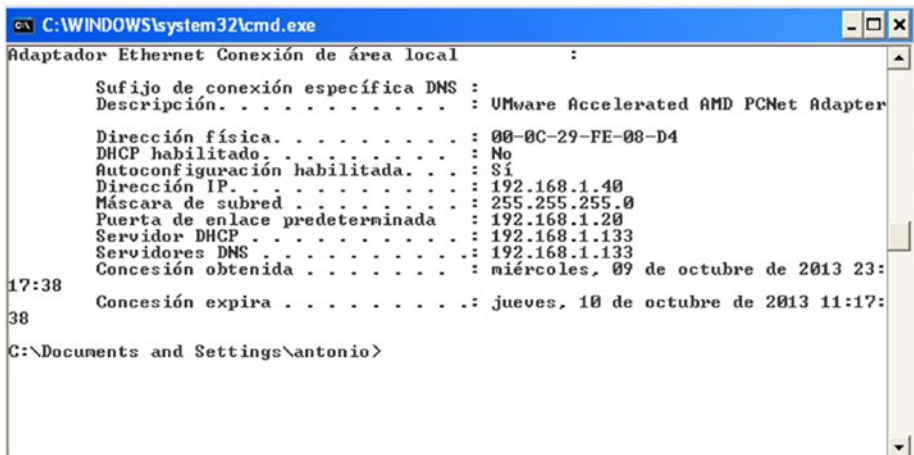 C:\WINDOWS\system32\cmd.exe
Adaptador Ethernet Conexión de área local          :
Sufijo de conexión específica DNS :
Descripción. . . . . . . . . . . : VMware Accelerated AMD PCNet Adapter
Dirección física. . . . . . . . . : 00-0C-29-FE-08-D4
DHCP habilitado. . . . . . . . . : No
Autoconfiguración habilitada. . . : Sí
Dirección IP. . . . . . . . . . . : 192.168.1.40
Máscara de subred . . . . . . . . : 255.255.255.0
Puerta de enlace predeterminada   : 192.168.1.20
Servidor DHCP . . . . . . . . . . : 192.168.1.133
Servidores DNS . . . . . . . . . .: 192.168.1.133
Concesión obtenida . . . . . . . : miércoles, 09 de octubre de 2013 23:
17:38
Concesión expira . . . . . . . . .: jueves, 10 de octubre de 2013 11:17:
38
C:\Documents and Settings\antonio>